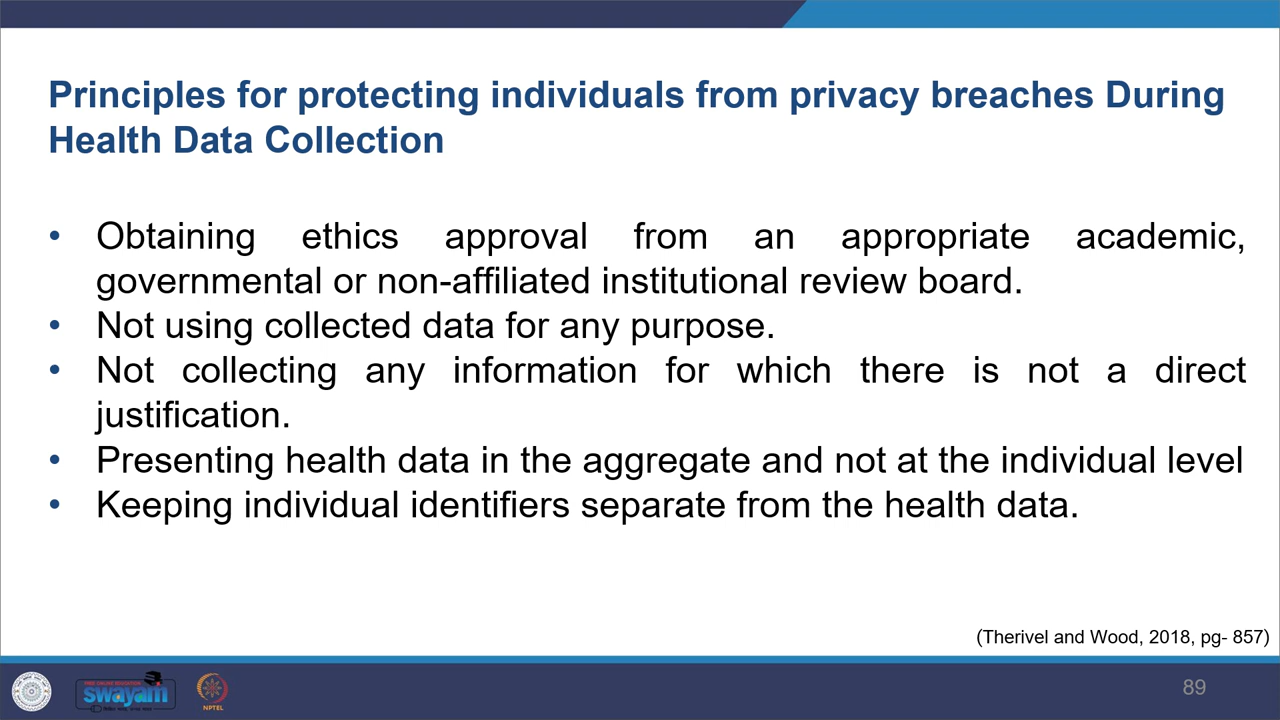 Principles for protecting individuals from privacy breaches During
Health Data Collection
• Obtaining ethics approval from an appropriate academic,
governmental or non-affiliated institutional review board.
• Not using collected data for any purpose.
• Not collecting any information for which there is not a direct
justification.
• Presenting health data in the aggregate and not at the individual level
• Keeping individual identifiers separate from the health data.
(Therivel and Wood, 2018, pg- 857)
swayam
NPTEL
89